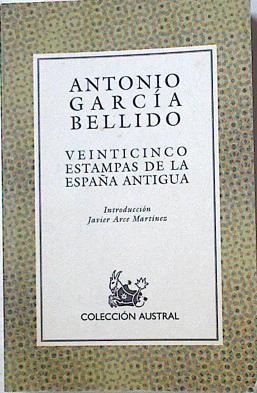 ANTONIO
GARCÍA
BELLIDO
VEINTICINCO
ESTAMPAS DE LA
ESPAÑA ANTIGUA
Introducción
Javier Arce Martínez
COLECCIÓN AUSTRAL